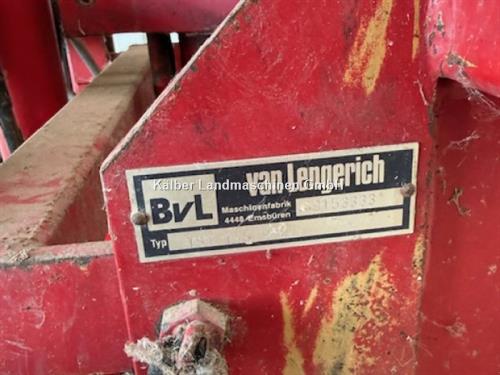 van Lengerich
Kalber Landmaschinen GmbH
BvL
Maschinenfabrik
4448 Emsbüren
Typ